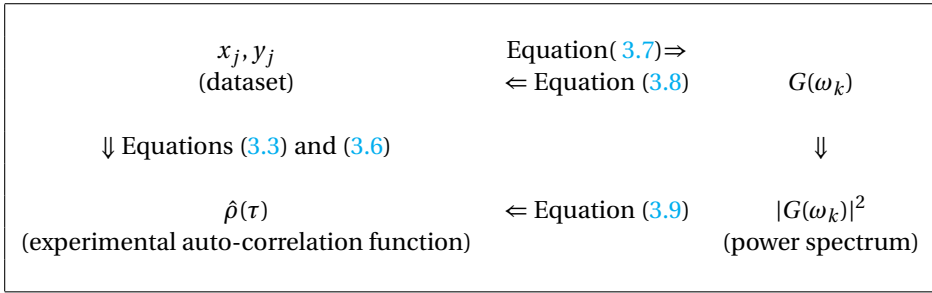 x_j, y_j Equation( 3.7)⇒
(dataset) ⇐ Equation (3.8) G(ω_k)
⇓ Equations (3.3) and (3.6) ⇓
ρ̂(τ) ⇐ Equation (3.9) |G(ω_k)|²
(experimental auto-correlation function) (power spectrum)